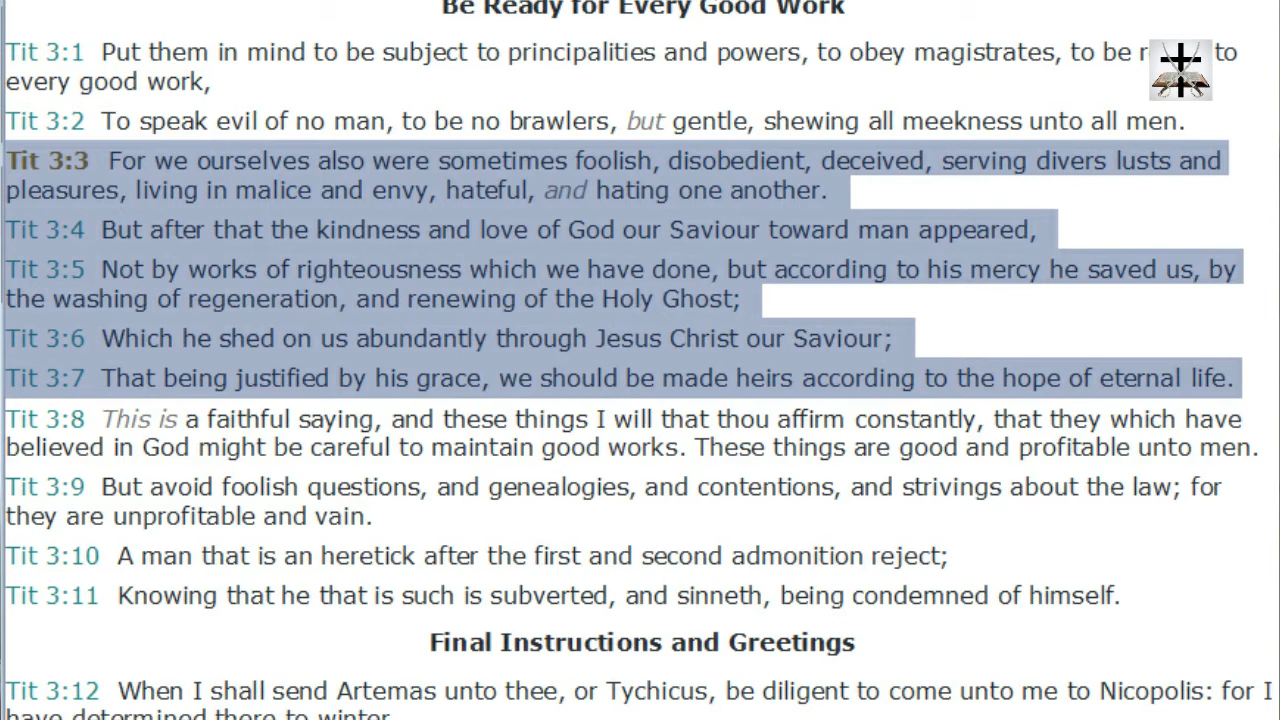 Be Ready for Every Good Work
Tit 3:1 Put them in mind to be subject to principalities and powers, to obey magistrates, to be to
every good work,
Tit 3:2 To speak evil of no man, to be no brawlers, but gentle, shewing all meekness unto all men.
Tit 3:3 For we ourselves also were sometimes foolish, disobedient, deceived, serving divers lusts and
pleasures, living in malice and envy, hateful, and hating one another.
Tit 3:4 But after that the kindness and love of God our Saviour toward man appeared,
Tit 3:5 Not by works of righteousness which we have done, but according to his mercy he saved us, by
the washing of regeneration, and renewing of the Holy Ghost;
Tit 3:6 Which he shed on us abundantly through Jesus Christ our Saviour;
Tit 3:7 That being justified by his grace, we should be made heirs according to the hope of eternal life.
Tit 3:8 This is a faithful saying, and these things I will that thou affirm constantly, that they which have
believed in God might be careful to maintain good works. These things are good and profitable unto men.
Tit 3:9 But avoid foolish questions, and genealogies, and contentions, and strivings about the law; for
they are unprofitable and vain.
Tit 3:10 A man that is an heretick after the first and second admonition reject;
Tit 3:11 Knowing that he that is such is subverted, and sinneth, being condemned of himself.
Final Instructions and Greetings
Tit 3:12 When I shall send Artemas unto thee, or Tychicus, be diligent to come unto me to Nicopolis: for I
have determined there to winter.